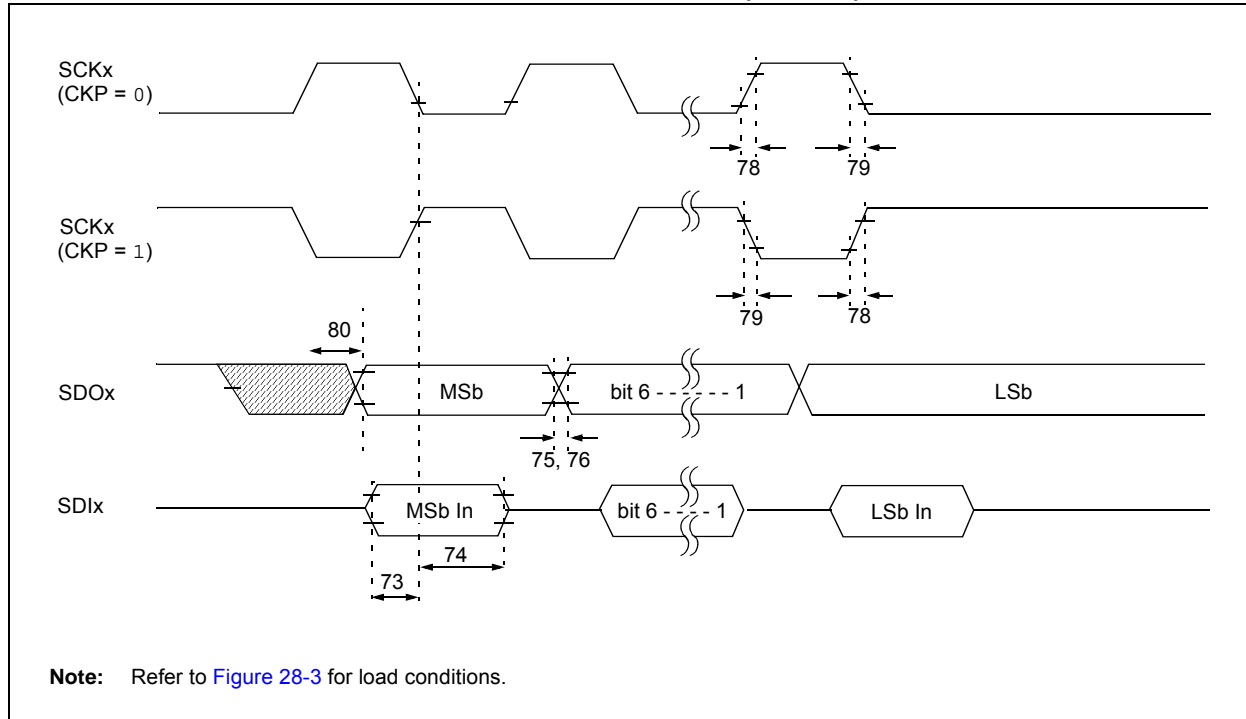 SCKx
(CKP = 0)
78
79
SCKx
(CKP = 1)
79
78
80
SDOx
MSb
bit 6 - - - - - - 1
LSb
75, 76
SDIx
MSb In
bit 6 - - - - 1
LSb In
74
73
Note: Refer to Figure 28-3 for load conditions.